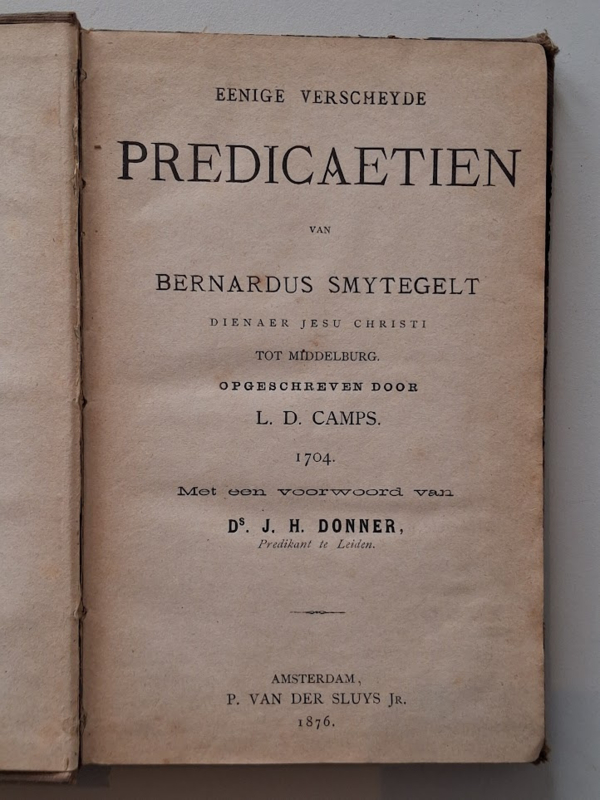 EENIGE VERSCHEYDE
PREDICAETIEN
VAN
BERNARDUS SMYTEGELT
DIENAER JESU CHRISTI
TOT MIDDELBURG.
OPGESCHREVEN DOOR
L. D. CAMPS.
1704.
Met een voorwoord van
Ds. J. H. DONNER,
Predikant te Leiden.
AMSTERDAM,
P. VAN DER SLUYS JR.
1876.